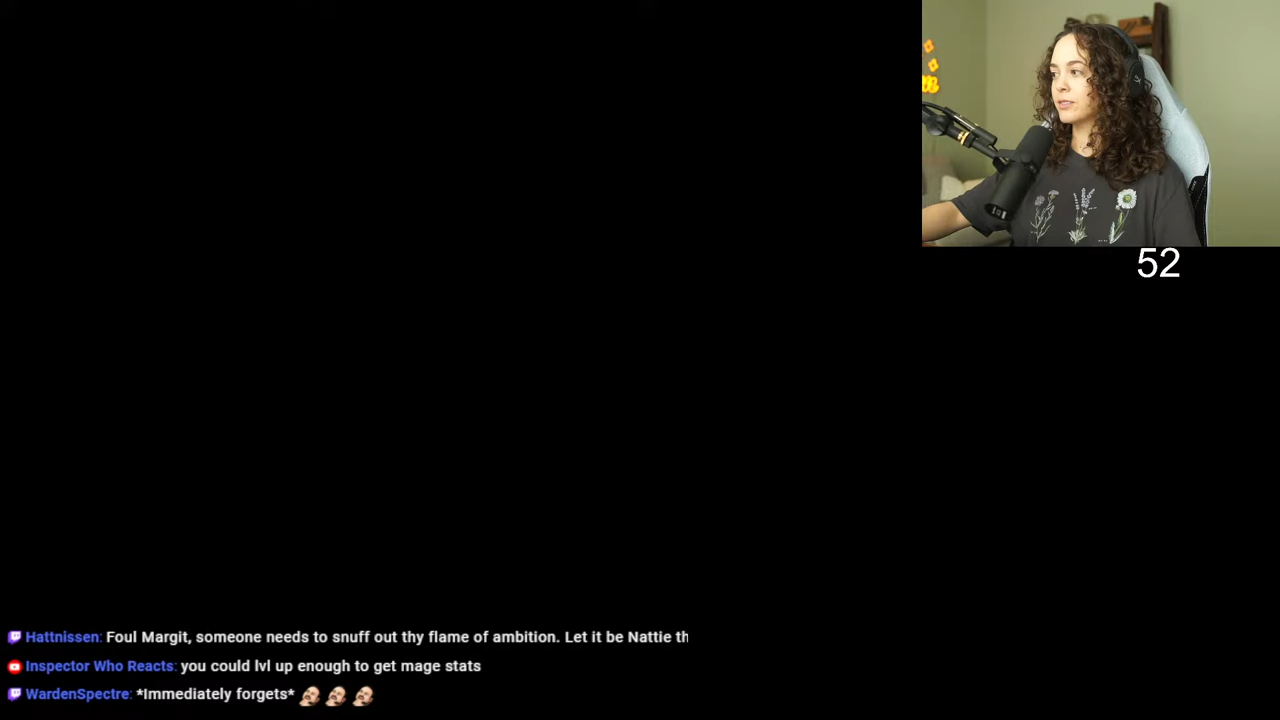 52
Hattnissen: Foul Margit, someone needs to snuff out thy flame of ambition. Let it be Nattie th
Inspector Who Reacts: you could lvl up enough to get mage stats
WardenSpectre: *Immediately forgets*